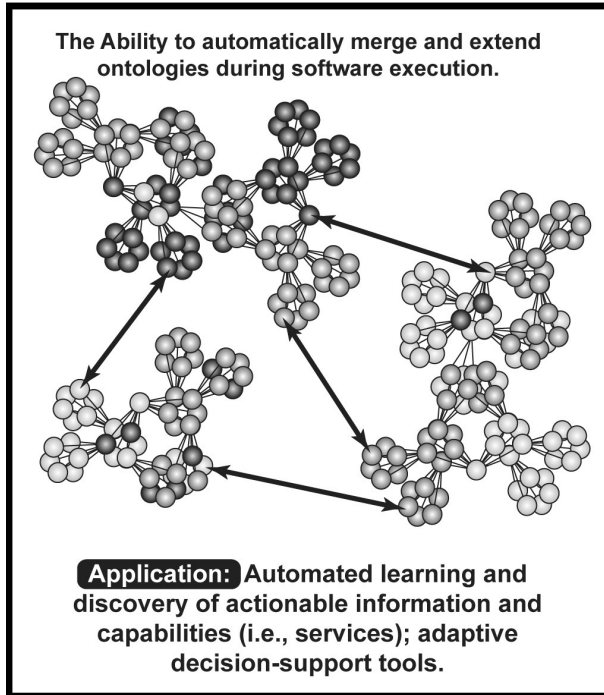 The Ability to automatically merge and extend
ontologies during software execution.
Application: Automated learning and
discovery of actionable information and
capabilities (i.e., services); adaptive
decision-support tools.